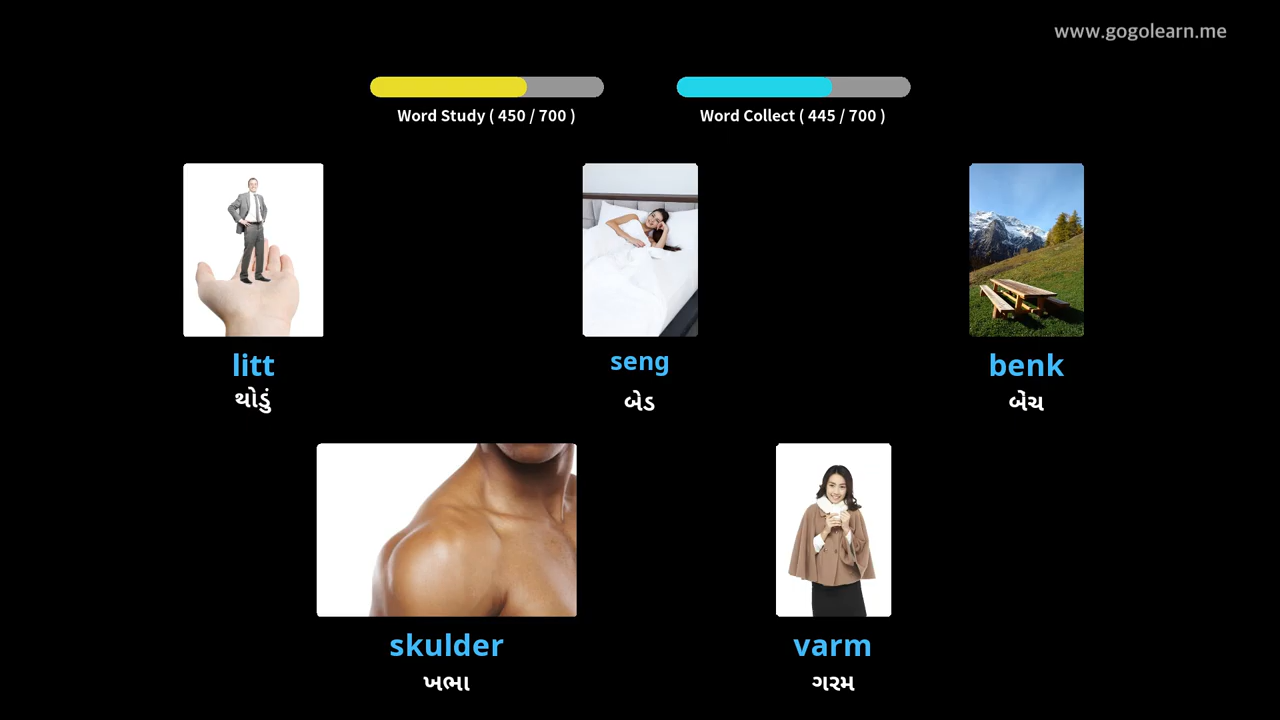 www.gogolearn.me
Word Study ( 450 / 700 )
Word Collect ( 445 / 700 )
litt
થોડું
seng
બેડ
benk
બેંચ
skulder
ખભા
varm
ગરમ